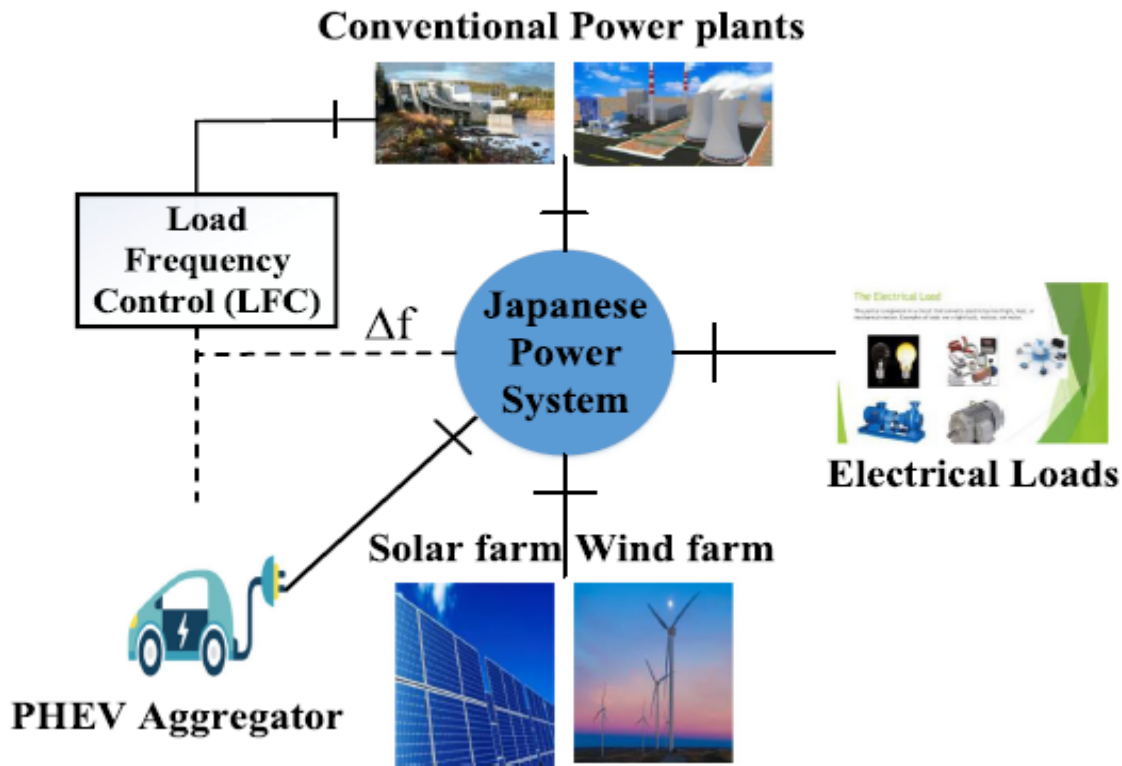 Conventional Power plants
Load
Frequency
Control (LFC)
Δf
Japanese
Power
System
The Electrical Load
Electrical Loads
Solar farm
Wind farm
PHEV Aggregator